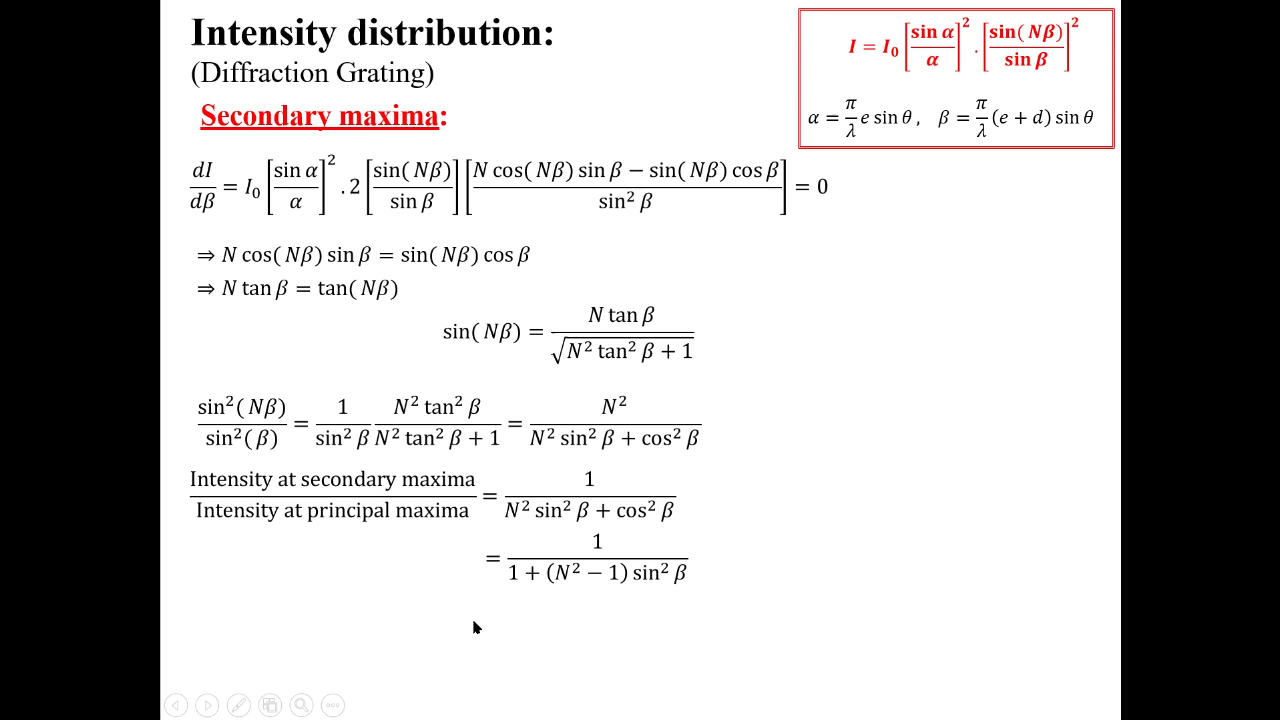 Intensity distribution:
(Diffraction Grating)
Secondary maxima:
I = I₀ [sin α / α]² . [sin( Nβ) / sin β]²
α = π/λ e sin θ , β = π/λ (e + d) sin θ
dI/dβ = I₀ [sin α / α]² . 2 [sin( Nβ) / sin β] [N cos( Nβ) sin β − sin( Nβ) cos β / sin² β] = 0
⇒ N cos( Nβ) sin β = sin( Nβ) cos β
⇒ N tan β = tan( Nβ)
sin( Nβ) = N tan β / √(N² tan² β + 1)
sin²( Nβ) / sin²( β) = 1 / sin² β N² tan² β / N² tan² β + 1 = N² / N² sin² β + cos² β
Intensity at secondary maxima / Intensity at principal maxima = 1 / N² sin² β + cos² β
= 1 / 1 + (N² − 1) sin² β